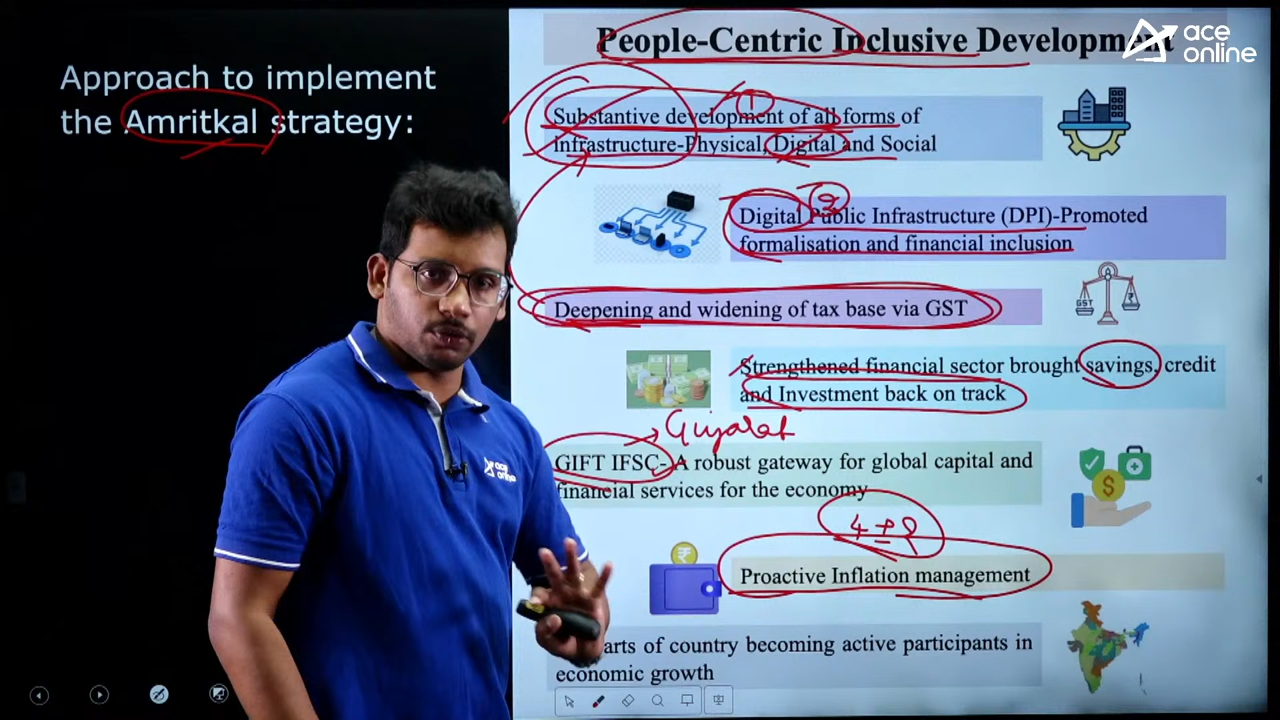 People-Centric Inclusive Development
ace
online
Approach to implement
the Amritkal strategy:
1
Substantive development of all forms of
Infrastructure-Physical, Digital and Social
2
Digital Public Infrastructure (DPI)-Promoted
formalisation and financial inclusion
Deepening and widening of tax base via GST
GST
Strengthened financial sector brought savings, credit
and Investment back on track
Gujarat
GIFT IFSC- A robust gateway for global capital and
financial services for the economy
ace
online
Proactive Inflation management
of country becoming active participants in
economic growth